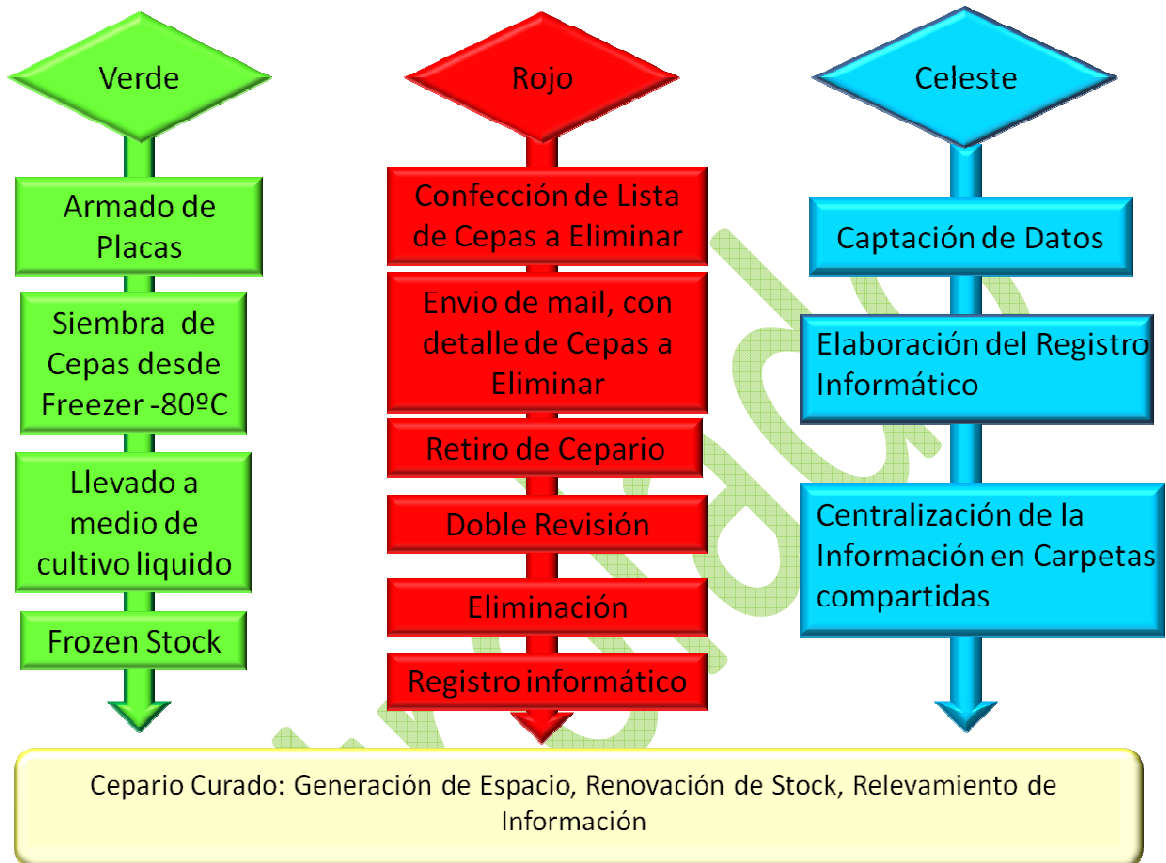 Verde
Armado de
Placas
Siembra de
Cepas desde
Freezer -80ºC
Llevado a
medio de
cultivo liquido
Frozen Stock
Rojo
Confección de Lista
de Cepas a Eliminar
Envio de mail, con
detalle de Cepas a
Eliminar
Retiro de Cepario
Doble Revisión
Eliminación
Registro informático
Celeste
Captación de Datos
Elaboración del Registro
Informático
Centralización de la
Información en Carpetas
compartidas
Cepario Curado: Generación de Espacio, Renovación de Stock, Relevamiento de
Información